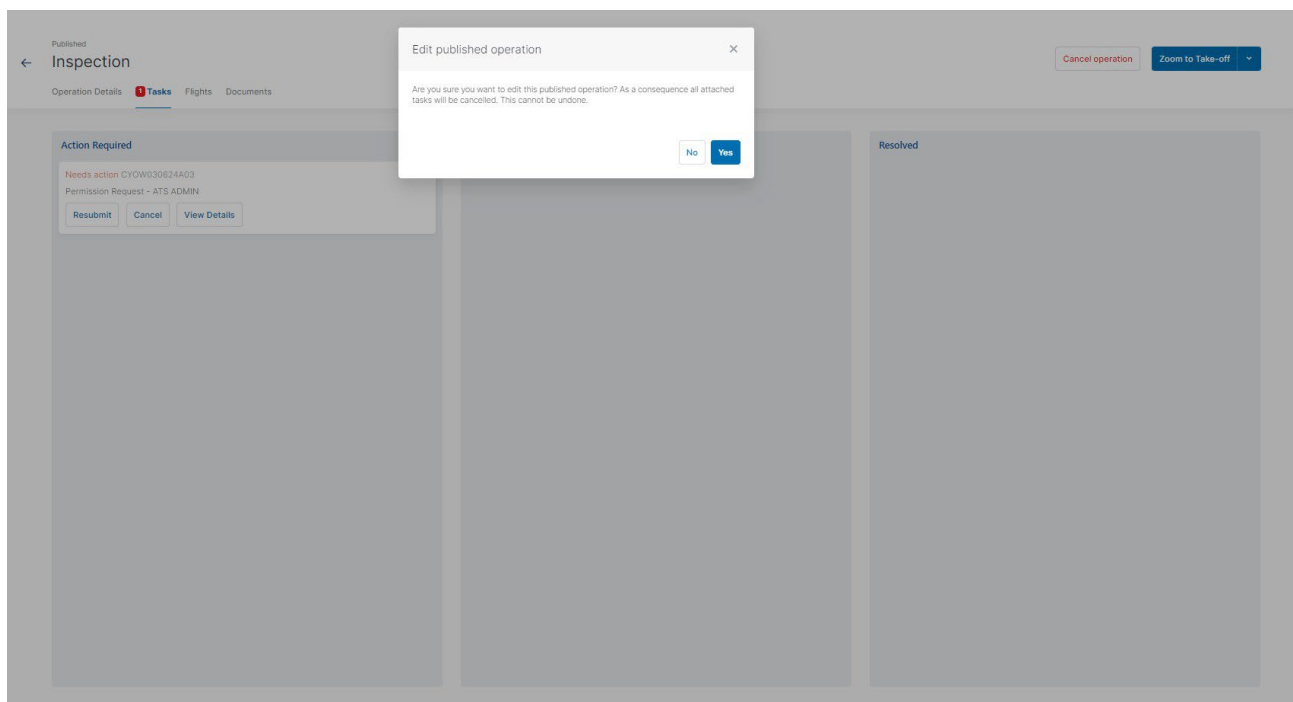 Published
Inspection
Operation Details 1 Tasks Flights Documents
Cancel operation
Zoom to Take-off
Edit published operation
Are you sure you want to edit this published operation? As a consequence all attached
tasks will be cancelled. This cannot be undone.
No Yes
Action Required
Needs action CYOW030624A03
Permission Request - ATS ADMIN
Resubmit Cancel View Details
Resolved